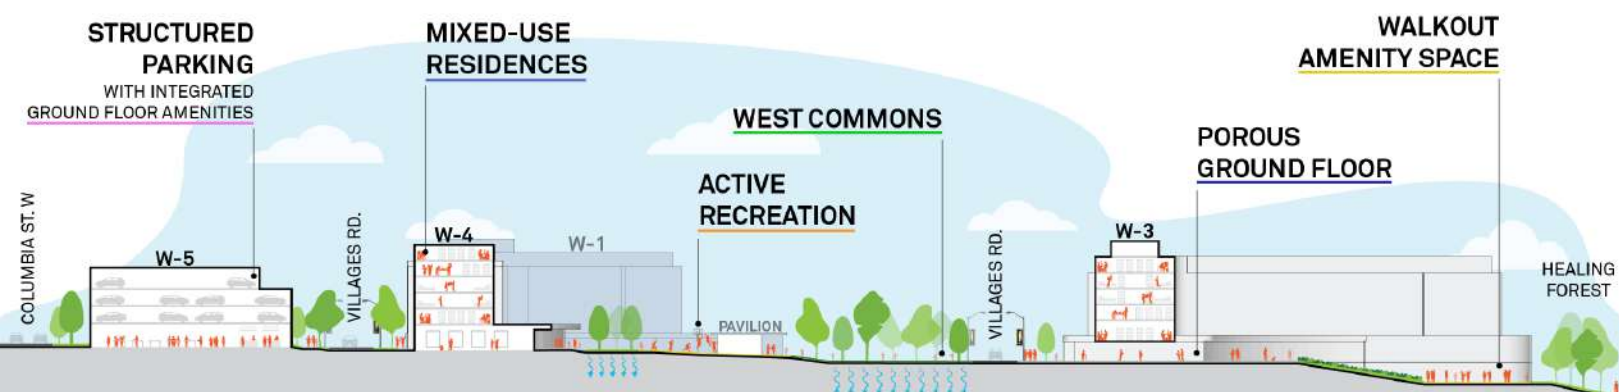 STRUCTURED
PARKING
WITH INTEGRATED
GROUND FLOOR AMENITIES
MIXED-USE
RESIDENCES
WEST COMMONS
ACTIVE
RECREATION
POROUS
GROUND FLOOR
WALKOUT
AMENITY SPACE
COLUMBIA ST. W
W-5
VILLAGES RD.
W-4
W-1
PAVILION
VILLAGES RD.
W-3
HEALING
FOREST